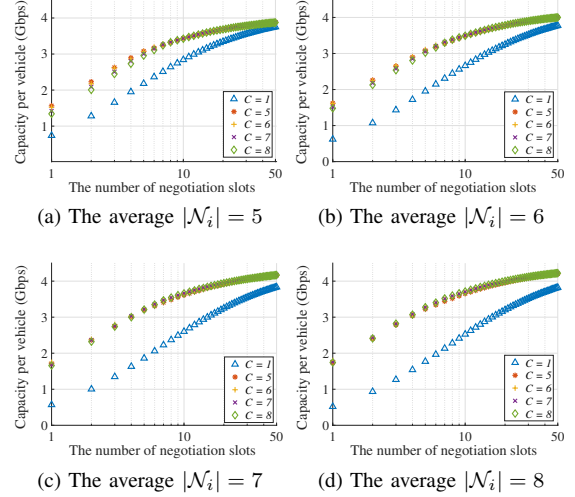 Capacity per vehicle (Gbps)
4
3
2
1
0
C = 1
C = 5
C = 6
C = 7
C = 8
1 10 50
The number of negotiation slots
(a) The average |𝒩ᵢ| = 5
Capacity per vehicle (Gbps)
4
3
2
1
0
C = 1
C = 5
C = 6
C = 7
C = 8
1 10 50
The number of negotiation slots
(b) The average |𝒩ᵢ| = 6
Capacity per vehicle (Gbps)
4
3
2
1
0
C = 1
C = 5
C = 6
C = 7
C = 8
1 10 50
The number of negotiation slots
(c) The average |𝒩ᵢ| = 7
Capacity per vehicle (Gbps)
4
3
2
1
0
C = 1
C = 5
C = 6
C = 7
C = 8
1 10 50
The number of negotiation slots
(d) The average |𝒩ᵢ| = 8